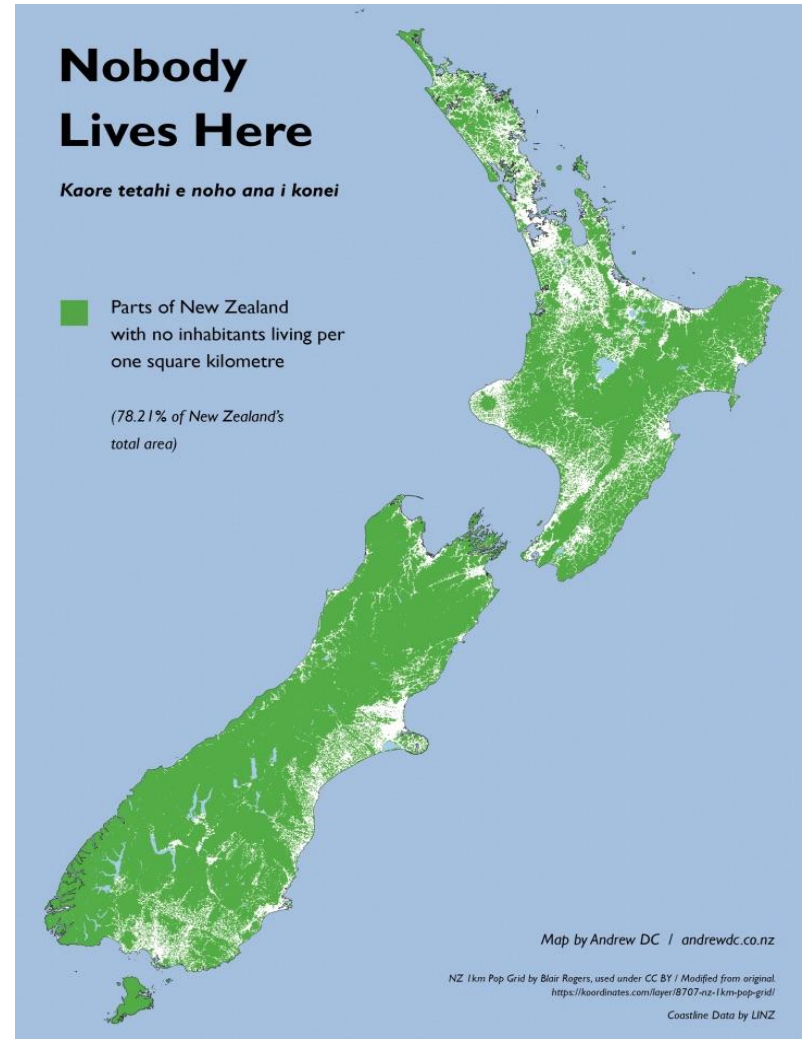 Nobody
Lives Here
Kaore tetahi e noho ana i konei
Parts of New Zealand
with no inhabitants living per
one square kilometre
(78.21% of New Zealand's
total area)
Map by Andrew DC / andrewdc.co.nz
NZ 1km Pop Grid by Blair Rogers, used under CC BY / Modified from original.
https://koordinates.com/layer/8707-nz-1km-pop-grid/
Coastline Data by LINZ